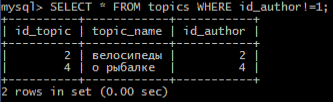 mysql> SELECT * FROM topics WHERE id_author!=1;
+----------+------------+-----------+
| id_topic | topic_name | id_author |
+----------+------------+-----------+
| 2 | велосипеды | 2 |
| 4 | о рыбалке | 4 |
+----------+------------+-----------+
2 rows in set (0.00 sec)